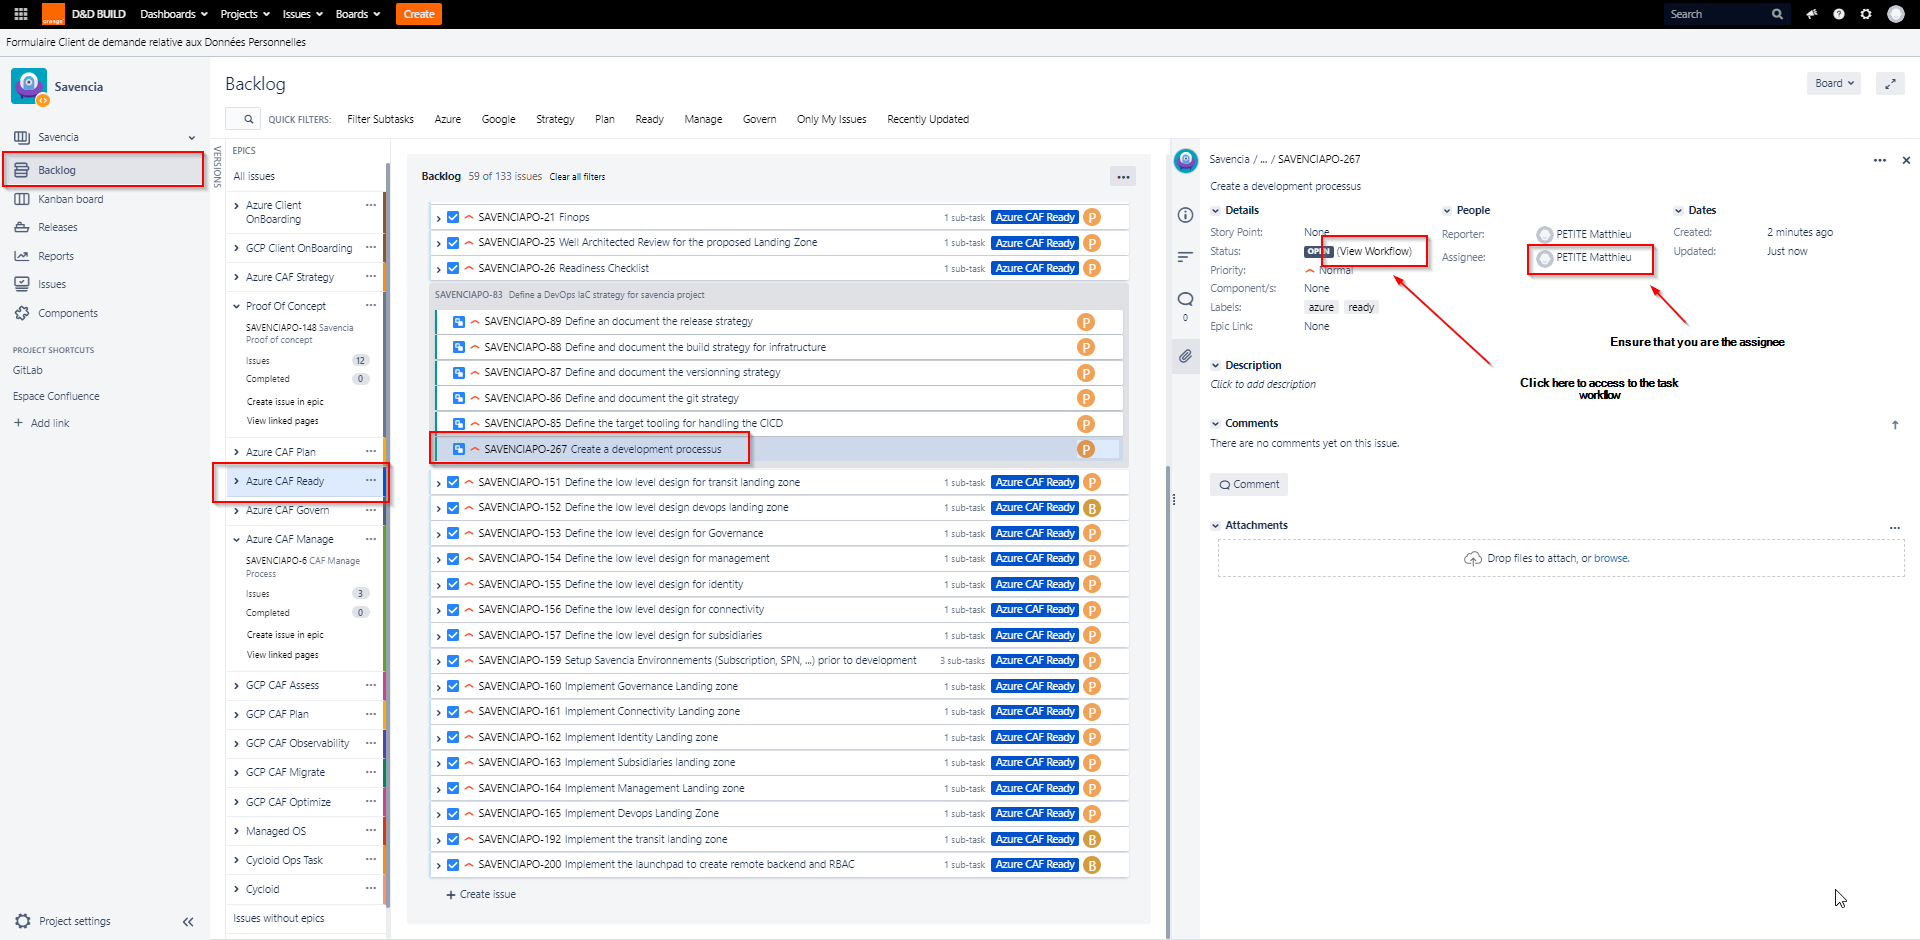 orange D&D BUILD Dashboards Projects Issues Boards Create Search
Formulaire Client de demande relative aux Données Personnelles
Savencia
Savencia
Backlog
Kanban board
Releases
Reports
Issues
Components
PROJECT SHORTCUTS
GitLab
Espace Confluence
+ Add link
Project settings
Backlog
Board
QUICK FILTERS: Filter Subtasks Azure Google Strategy Plan Ready Manage Govern Only My Issues Recently Updated
VERSIONS
EPICS
All issues
Azure Client
OnBoarding
GCP Client OnBoarding
Azure CAF Strategy
Proof Of Concept
SAVENCIAPO-148 Savencia
Proof of concept
Issues 12
Completed 0
Create issue in epic
View linked pages
Azure CAF Plan
Azure CAF Ready
Azure CAF Govern
Azure CAF Manage
SAVENCIAPO-6 CAF Manage
Process
Issues 3
Completed 0
Create issue in epic
View linked pages
GCP CAF Assess
GCP CAF Plan
GCP CAF Observability
GCP CAF Migrate
GCP CAF Optimize
Managed OS
Cycloid Ops Task
Cycloid
Issues without epics
Backlog 59 of 133 issues Clear all filters
SAVENCIAPO-21 Finops 1 sub-task Azure CAF Ready P
SAVENCIAPO-25 Well Architected Review for the proposed Landing Zone 1 sub-task Azure CAF Ready P
SAVENCIAPO-26 Readiness Checklist 1 sub-task Azure CAF Ready P
SAVENCIAPO-83 Define a DevOps IaC strategy for savencia project
SAVENCIAPO-89 Define an document the release strategy P
SAVENCIAPO-88 Define and document the build strategy for infratructure P
SAVENCIAPO-87 Define and document the versionning strategy P
SAVENCIAPO-86 Define and document the git strategy P
SAVENCIAPO-85 Define the target tooling for handling the CICD P
SAVENCIAPO-267 Create a development processus P
SAVENCIAPO-151 Define the low level design for transit landing zone 1 sub-task Azure CAF Ready P
SAVENCIAPO-152 Define the low level design devops landing zone 1 sub-task Azure CAF Ready B
SAVENCIAPO-153 Define the low level design for Governance 1 sub-task Azure CAF Ready P
SAVENCIAPO-154 Define the low level design for management 1 sub-task Azure CAF Ready P
SAVENCIAPO-155 Define the low level design for identity 1 sub-task Azure CAF Ready P
SAVENCIAPO-156 Define the low level design for connectivity 1 sub-task Azure CAF Ready P
SAVENCIAPO-157 Define the low level design for subsidiaries 1 sub-task Azure CAF Ready P
SAVENCIAPO-159 Setup Savencia Environnements (Subscription, SPN, ...) prior to development 3 sub-tasks Azure CAF Ready P
SAVENCIAPO-160 Implement Governance Landing zone 1 sub-task Azure CAF Ready P
SAVENCIAPO-161 Implement Connectivity Landing zone 1 sub-task Azure CAF Ready P
SAVENCIAPO-162 Implement Identity Landing zone 1 sub-task Azure CAF Ready P
SAVENCIAPO-163 Implement Subsidiaries landing zone 1 sub-task Azure CAF Ready P
SAVENCIAPO-164 Implement Management Landing zone 1 sub-task Azure CAF Ready P
SAVENCIAPO-165 Implement Devops Landing Zone 1 sub-task Azure CAF Ready P
SAVENCIAPO-192 Implement the transit landing zone 1 sub-task Azure CAF Ready B
SAVENCIAPO-200 Implement the launchpad to create remote backend and RBAC 1 sub-task Azure CAF Ready B
+ Create issue
0
Savencia / ... / SAVENCIAPO-267
Create a development processus
Details
Story Point: None
Status: OPEN (View Workflow)
Priority: Normal
Component/s: None
Labels: azure ready
Epic Link: None
People
Reporter: PETITE Matthieu
Assignee: PETITE Matthieu
Dates
Created: 2 minutes ago
Updated: Just now
Ensure that you are the assignee
Click here to access to the task
workflow
Description
Click to add description
Comments
There are no comments yet on this issue.
Comment
Attachments
Drop files to attach, or browse.